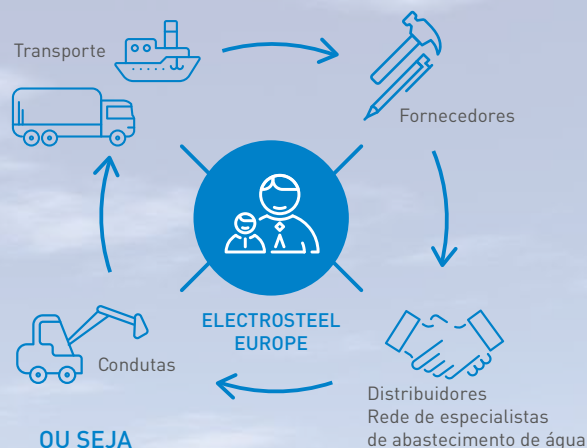 Transporte
Fornecedores
ELECTROSTEEL
EUROPE
Condutas
Distribuidores
Rede de especialistas
de abastecimento de água
OU SEJA